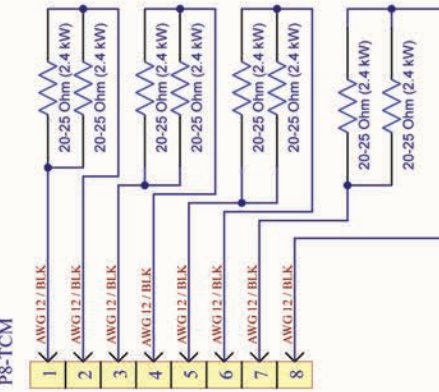 20-25 Ohm (2.4 kW)
20-25 Ohm (2.4 kW)
20-25 Ohm (2.4 kW)
20-25 Ohm (2.4 kW)
20-25 Ohm (2.4 kW)
20-25 Ohm (2.4 kW)
20-25 Ohm (2.4 kW)
20-25 Ohm (2.4 kW)
AWG 12 / BLK
AWG 12 / BLK
AWG 12 / BLK
AWG 12 / BLK
AWG 12 / BLK
AWG 12 / BLK
AWG 12 / BLK
AWG 12 / BLK
P8-TCM
1
2
3
4
5
6
7
8